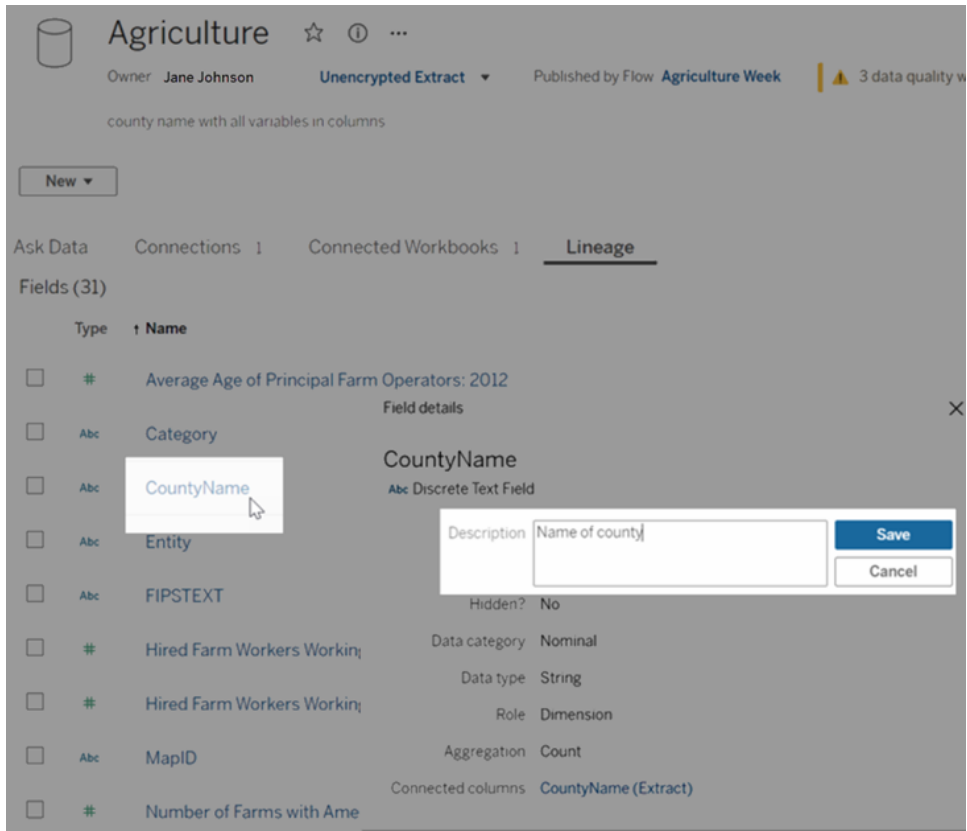 Agriculture
Owner Jane Johnson Unencrypted Extract Published by Flow Agriculture Week 3 data quality
county name with all variables in columns
New
Ask Data Connections 1 Connected Workbooks 1 Lineage
Fields (31)
Type ↑ Name
# Average Age of Principal Farm Operators: 2012
Abc Category
Abc CountyName
Abc Entity
Abc FIPSTEXT
# Hired Farm Workers Working
# Hired Farm Workers Working
Abc MapID
# Number of Farms with Ame
Field details
CountyName
Abc Discrete Text Field
Description Name of county Save
Cancel
Hidden? No
Data category Nominal
Data type String
Role Dimension
Aggregation Count
Connected columns CountyName (Extract)